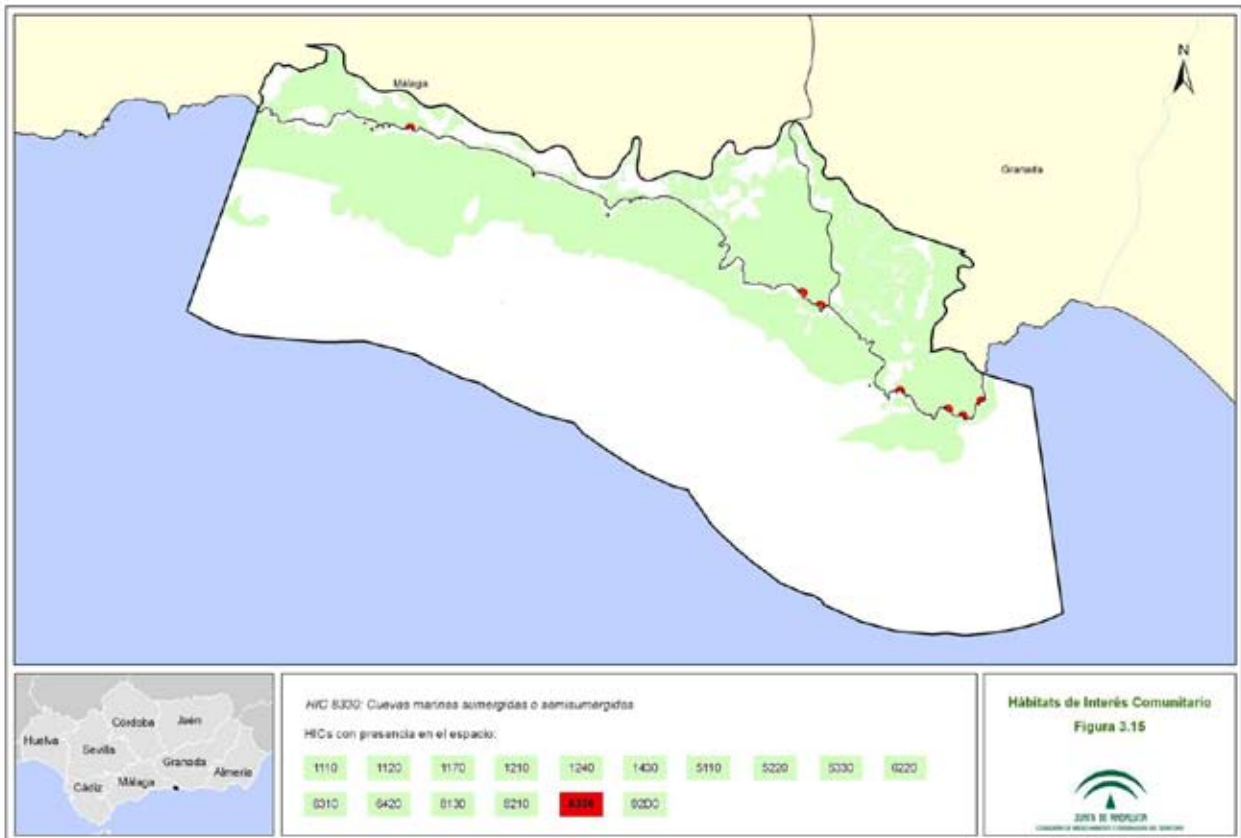 N
Málaga
Granada
Huelva
Córdoba
Jaén
Sevilla
Granada
Almería
Málaga
Cádiz
HIC 8330: Cuevas marinas sumergidas o semisumergidas
HICs con presencia en el espacio:
1110 1120 1170 1210 1240 1430 5110 5220 5330 6220
6310 6420 8130 8210 8330 92D0
Hábitats de Interés Comunitario
Figura 3.15
JUNTA DE ANDALUCIA